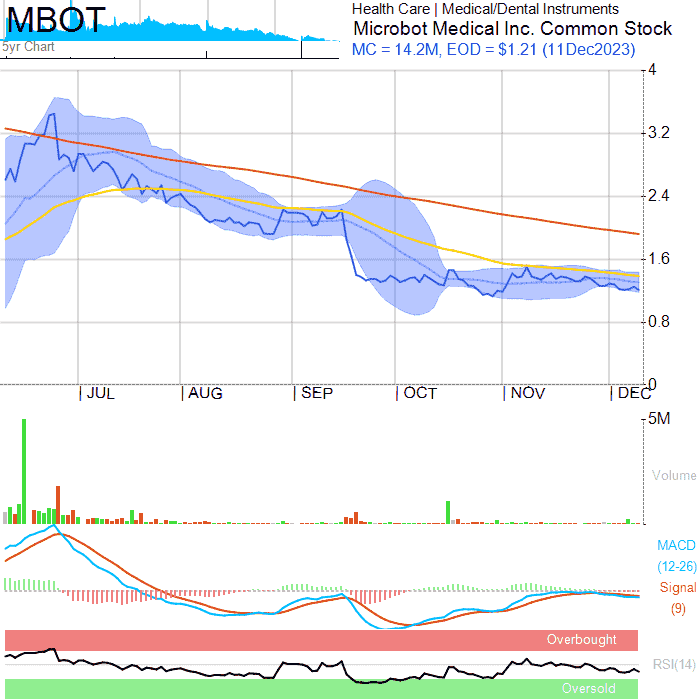 MBOT
5yr Chart
Health Care | Medical/Dental Instruments
Microbot Medical Inc. Common Stock
MC = 14.2M, EOD = $1.21 (11Dec2023)
4
3.2
2.4
1.6
0.8
0
JUL AUG SEP OCT NOV DEC
5M
Volume
MACD
(12-26)
Signal
(9)
Overbought
RSI(14)
Oversold